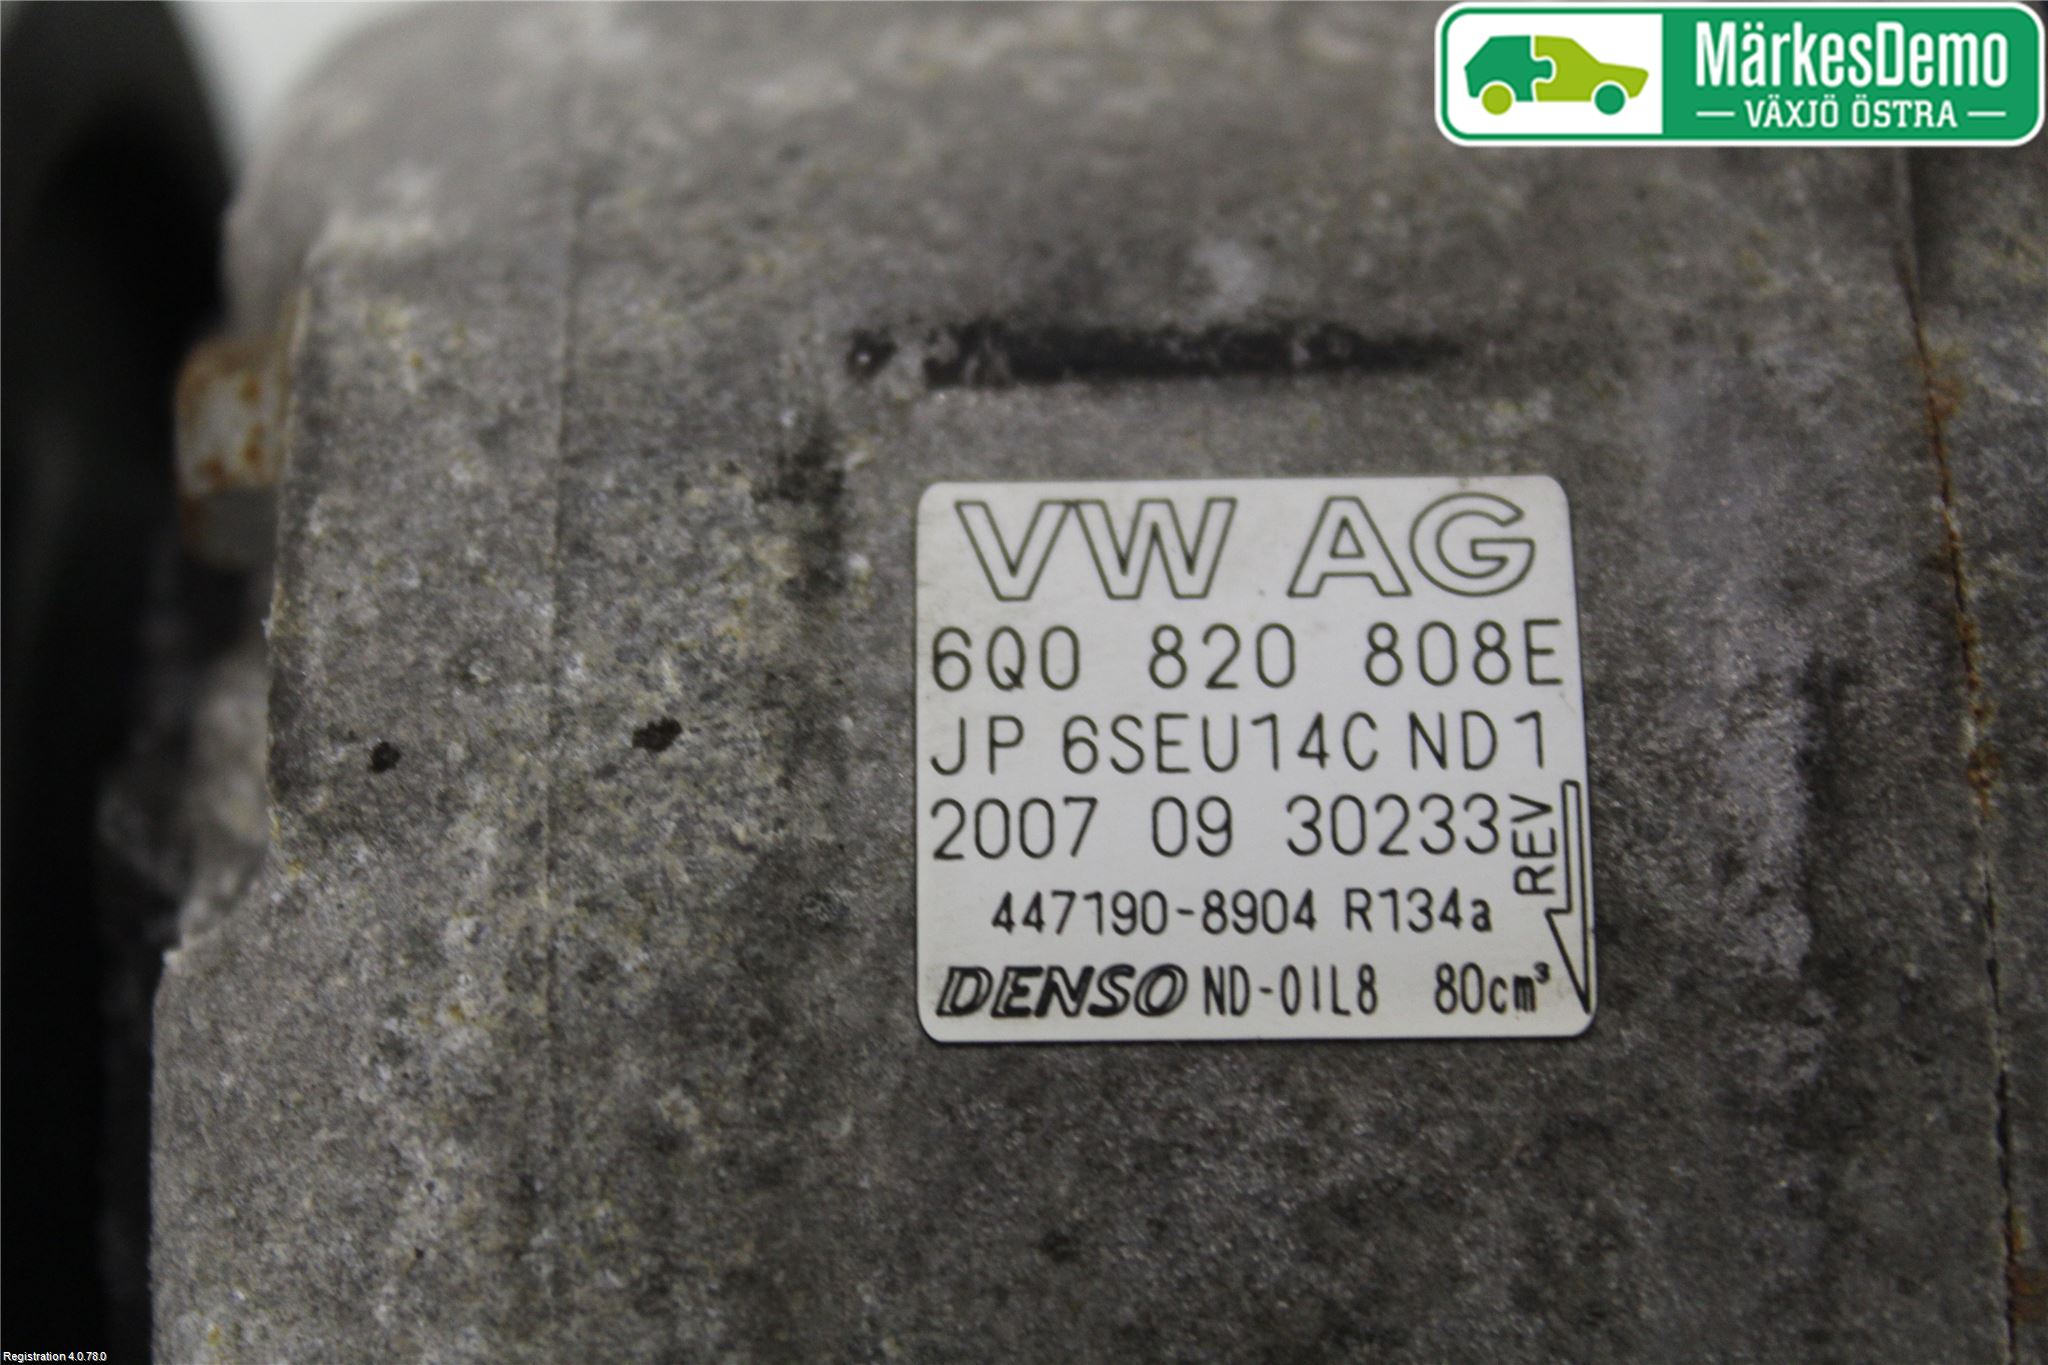 MärkesDemo
VÄXJÖ ÖSTRA
VW AG
6Q0 820 808E
JP 6SEU14C ND1
2007 09 30233
REV
447190-8904 R134a
DENSO ND-OIL8 80cm³
Registration 4.0.78.0